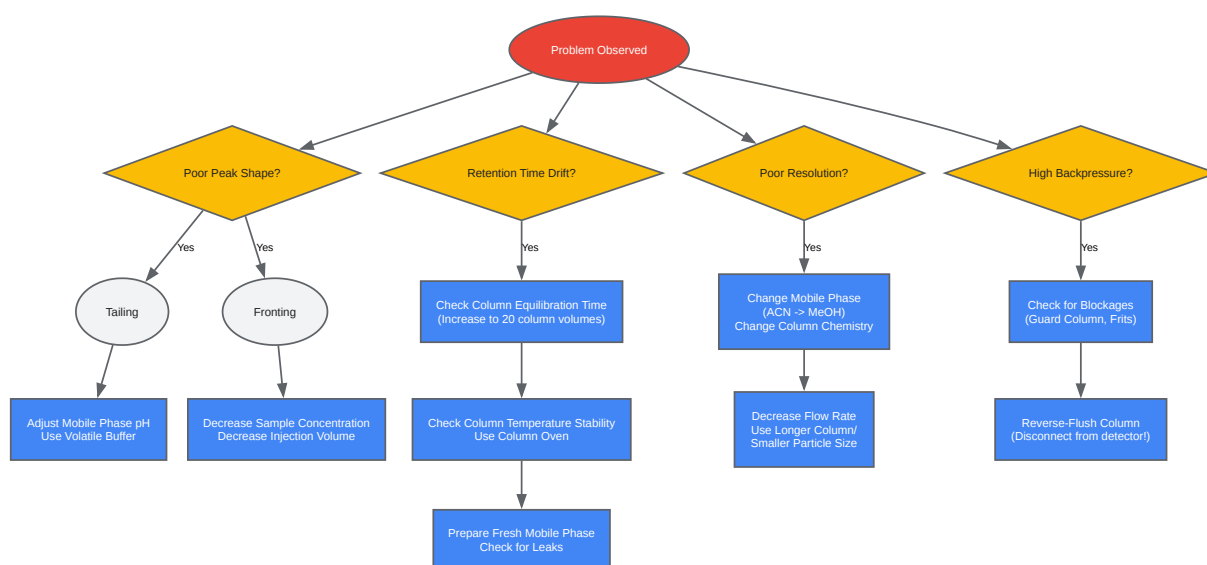 Problem Observed
Poor Peak Shape?
Retention Time Drift?
Poor Resolution?
High Backpressure?
Yes
Yes
Yes
Yes
Yes
Tailing
Fronting
Check Column Equilibration Time
(Increase to 20 column volumes)
Change Mobile Phase
(ACN -> MeOH)
Change Column Chemistry
Check for Blockages
(Guard Column, Frits)
Adjust Mobile Phase pH
Use Volatile Buffer
Decrease Sample Concentration
Decrease Injection Volume
Check Column Temperature Stability
Use Column Oven
Decrease Flow Rate
Use Longer Column/
Smaller Particle Size
Reverse-Flush Column
(Disconnect from detector!)
Prepare Fresh Mobile Phase
Check for Leaks